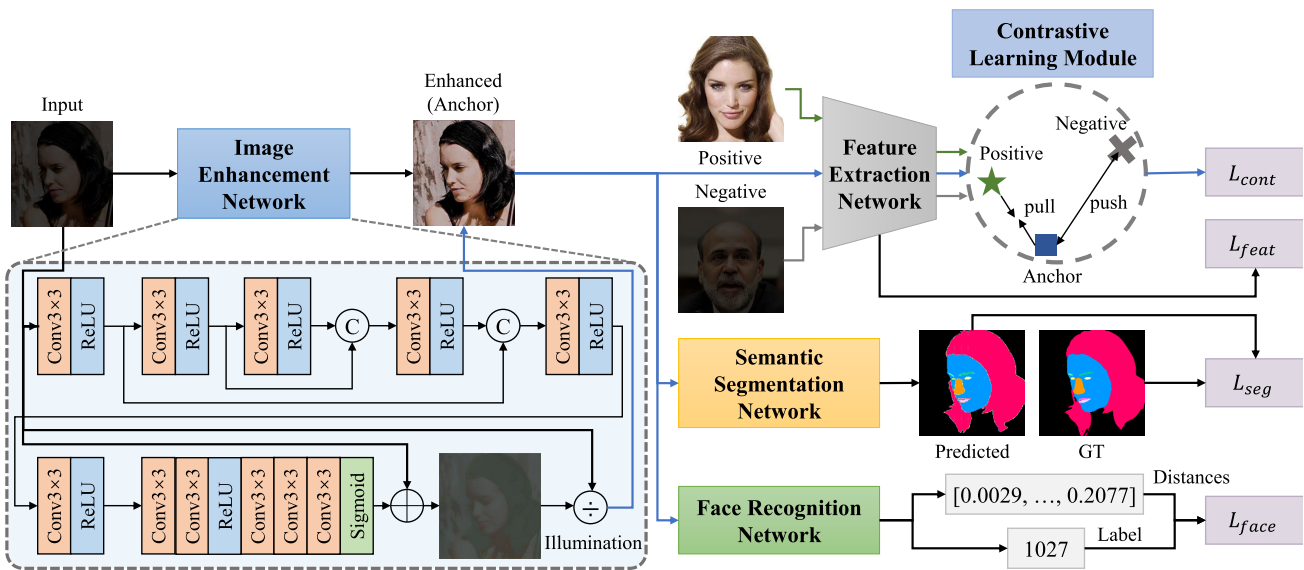 Input
Image
Enhancement
Network
Enhanced
(Anchor)
Positive
Negative
Feature
Extraction
Network
Contrastive
Learning Module
Negative
Positive
pull
push
Anchor
L_cont
L_feat
Conv3×3
ReLU
Conv3×3
ReLU
Conv3×3
ReLU
C
Conv3×3
ReLU
C
Conv3×3
ReLU
Conv3×3
ReLU
Conv3×3
Conv3×3
ReLU
Conv3×3
Conv3×3
Conv3×3
Sigmoid
+
÷
Illumination
Semantic
Segmentation
Network
Predicted
GT
L_seg
Face Recognition
Network
[0.0029, …, 0.2077]
Distances
1027
Label
L_face